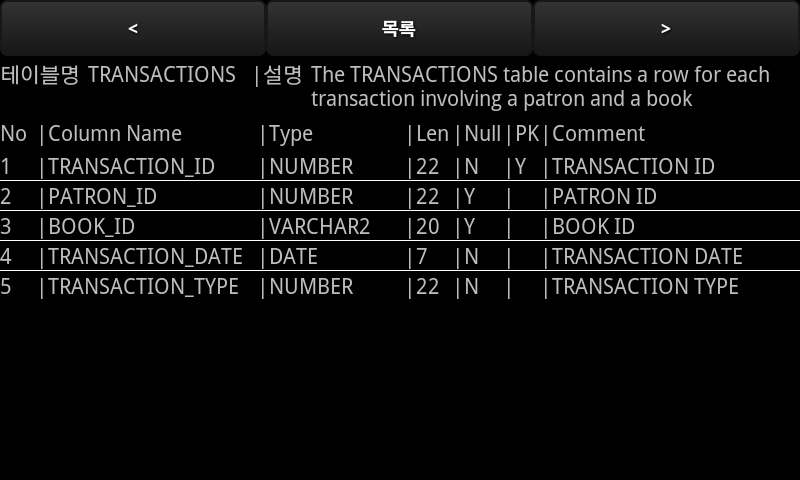 < 목록 >
테이블명 TRANSACTIONS |설명 The TRANSACTIONS table contains a row for each
transaction involving a patron and a book
No |Column Name |Type |Len |Null |PK |Comment
1 |TRANSACTION_ID |NUMBER |22 |N |Y |TRANSACTION ID
2 |PATRON_ID |NUMBER |22 |Y | |PATRON ID
3 |BOOK_ID |VARCHAR2 |20 |Y | |BOOK ID
4 |TRANSACTION_DATE |DATE |7 |N | |TRANSACTION DATE
5 |TRANSACTION_TYPE |NUMBER |22 |N | |TRANSACTION TYPE